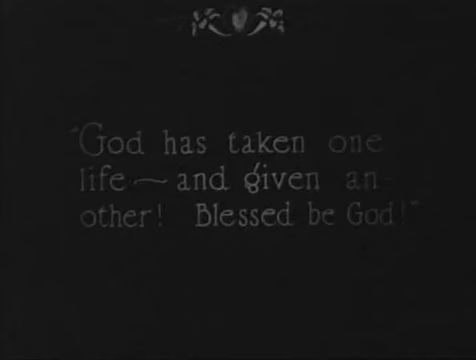 "God has taken one
life — and given an-
other! Blessed be God!"